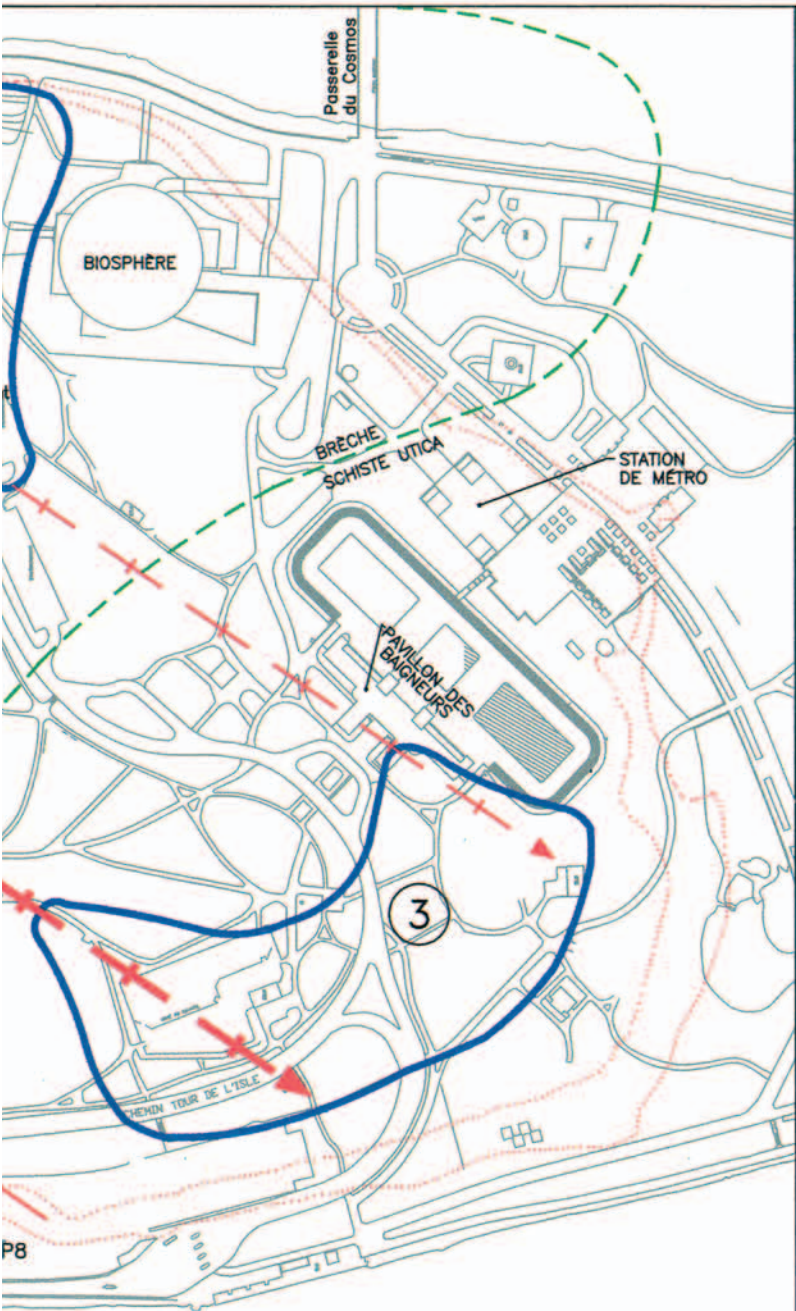 Passerelle
du Cosmos
BIOSPHÈRE
t
BRÈCHE
SCHISTE UTICA
STATION
DE MÉTRO
PAVILLON DES
BAIGNEURS
3
CHEMIN TOUR DE L'ISLE
P8